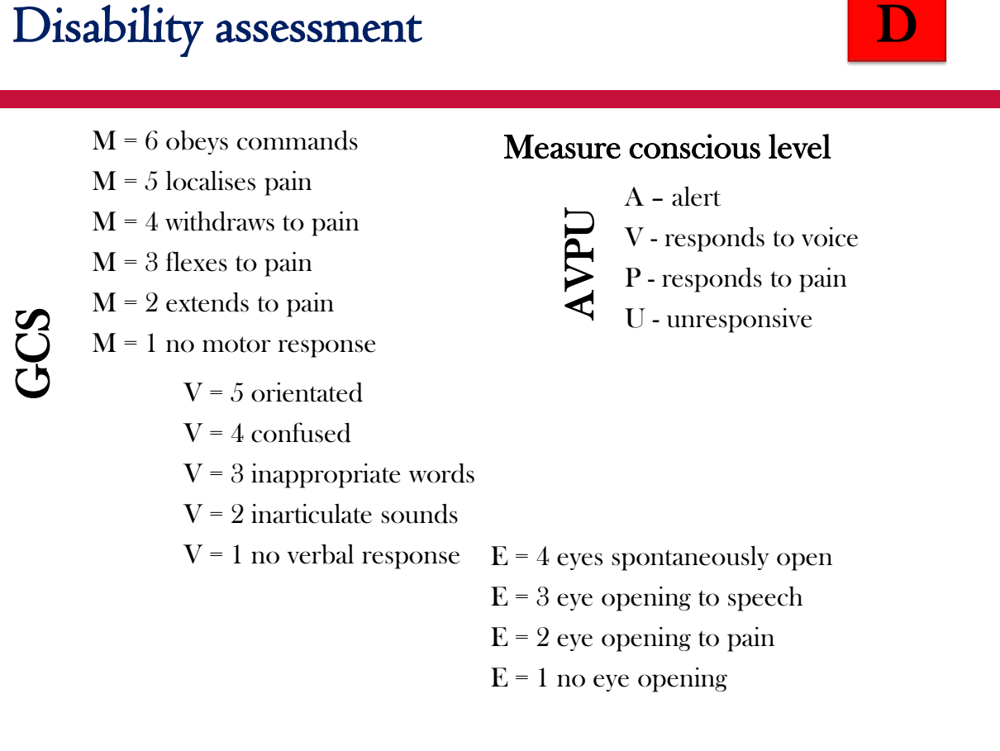 Disability assessment
D
GCS
M = 6 obeys commands
M = 5 localises pain
M = 4 withdraws to pain
M = 3 flexes to pain
M = 2 extends to pain
M = 1 no motor response
V = 5 orientated
V = 4 confused
V = 3 inappropriate words
V = 2 inarticulate sounds
V = 1 no verbal response
Measure conscious level
AVPU
A – alert
V - responds to voice
P - responds to pain
U - unresponsive
E = 4 eyes spontaneously open
E = 3 eye opening to speech
E = 2 eye opening to pain
E = 1 no eye opening